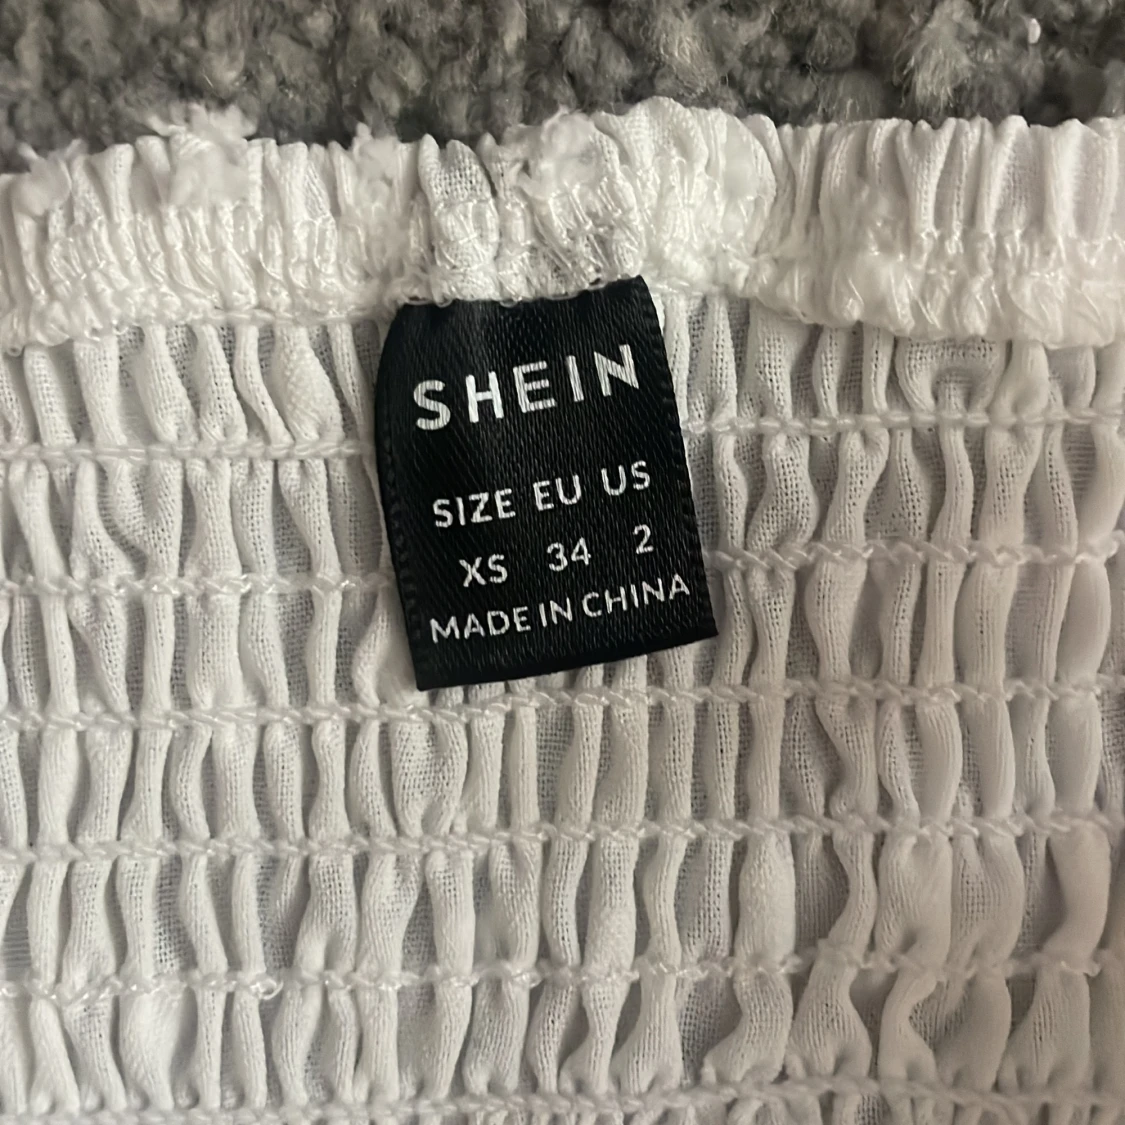 SHEIN
SIZE EU US
XS 34 2
MADE IN CHINA